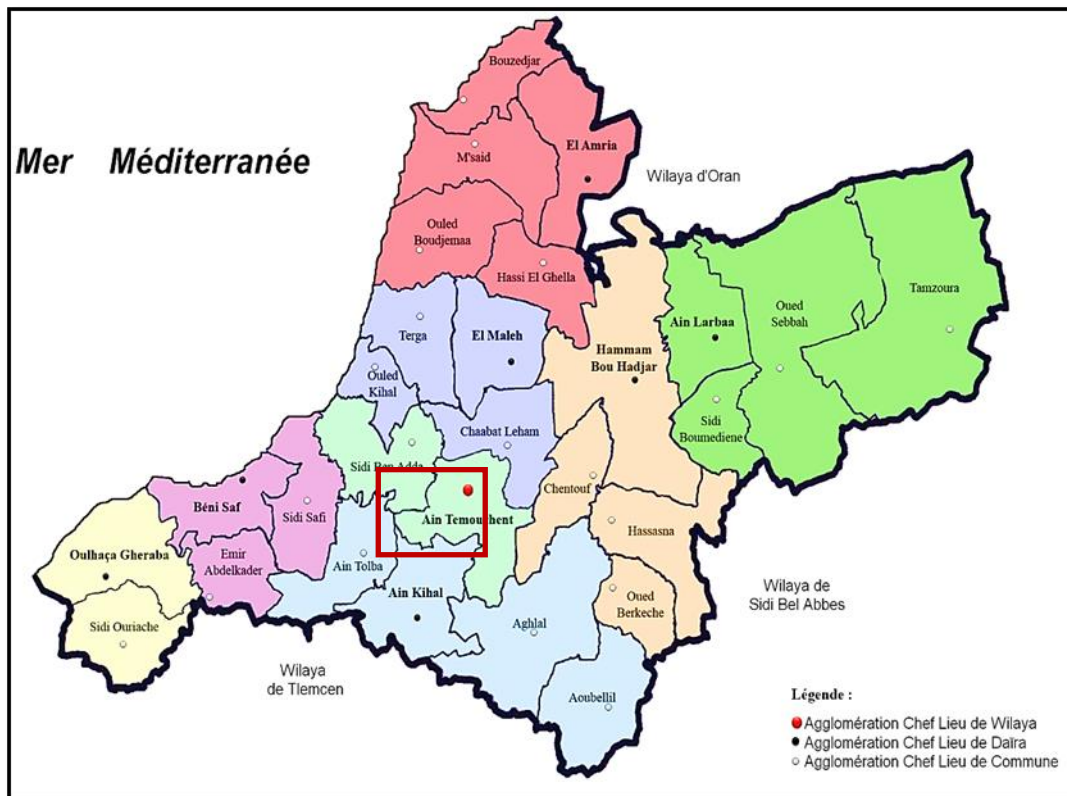 Bouzedjar
Mer Méditerranée
M'said
El Amria
Wilaya d'Oran
Ouled
Boudjemaa
Hassi El Ghella
Tamzoura
Oued
Sebbah
Ain Larbaa
Terga
El Maleh
Hammam
Bou Hadjar
Ouled
Kihal
Sidi
Boumediene
Chaabat Leham
Sidi Ben Adda
Chentouf
Béni Saf
Sidi Safi
Ain Temouchent
Hassasna
Oulhaça Gheraba
Emir
Abdelkader
Ain Tolba
Ain Kihal
Wilaya de
Sidi Bel Abbes
Oued
Berkeche
Sidi Ouriache
Aghlal
Wilaya
de Tlemcen
Aoubellil
Légende :
Agglomération Chef Lieu de Wilaya
Agglomération Chef Lieu de Daïra
Agglomération Chef Lieu de Commune